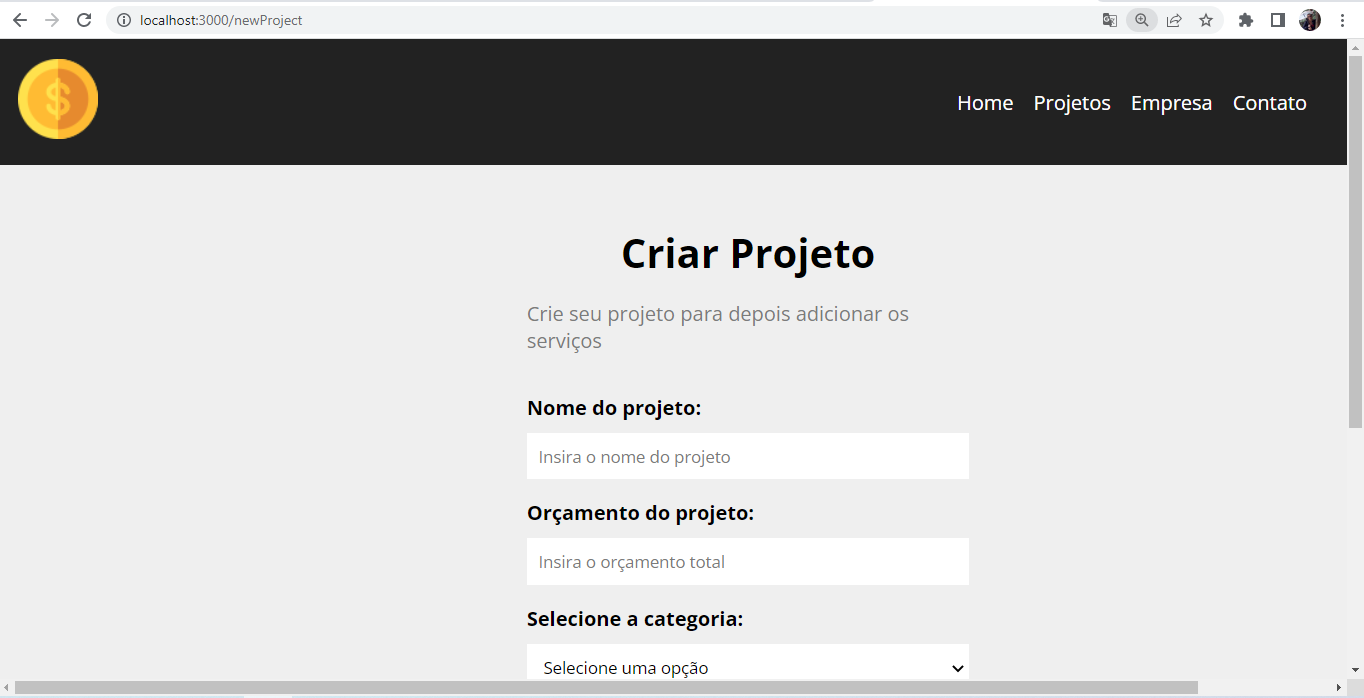 localhost:3000/newProject
$
Home Projetos Empresa Contato
Criar Projeto
Crie seu projeto para depois adicionar os
serviços
Nome do projeto:
Insira o nome do projeto
Orçamento do projeto:
Insira o orçamento total
Selecione a categoria:
Selecione uma opção